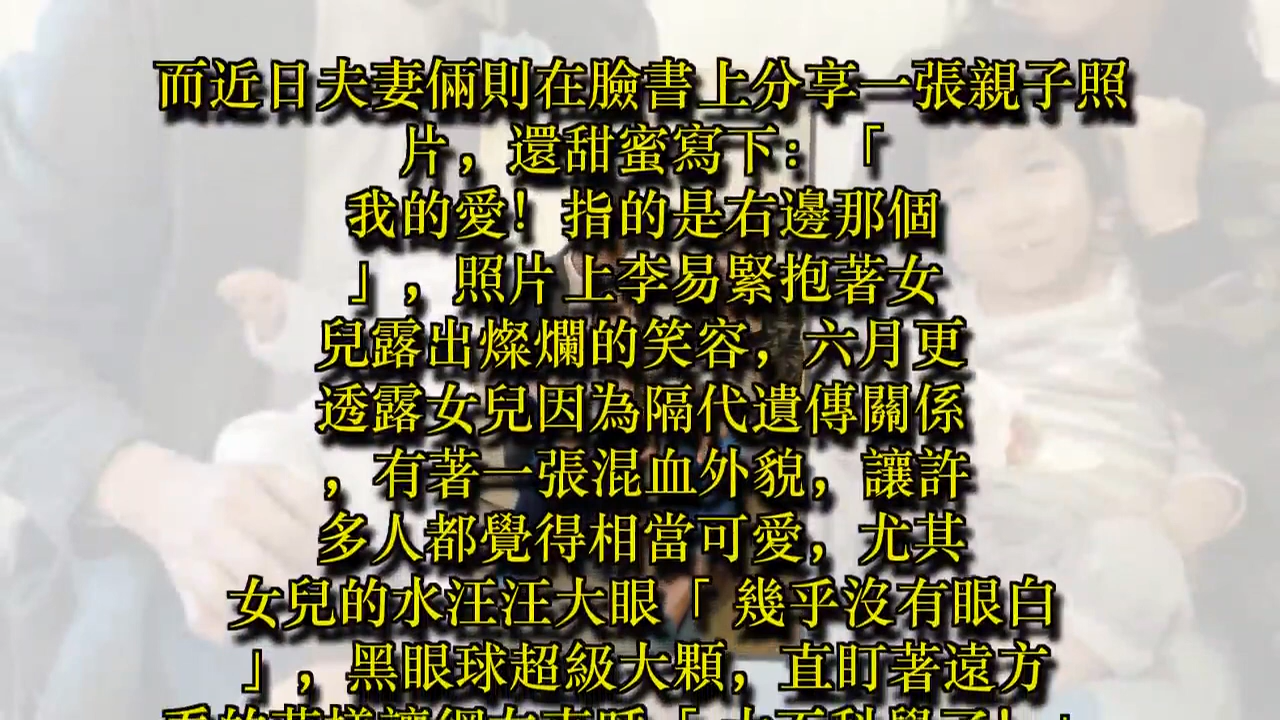 而近日夫妻倆則在臉書上分享一張親子照
片，還甜蜜寫下：「
我的愛！指的是右邊那個
」，照片上李易緊抱著女
兒露出燦爛的笑容，六月更
透露女兒因為隔代遺傳關係
，有著一張混血外貌，讓許
多人都覺得相當可愛，尤其
女兒的水汪汪大眼「 幾乎沒有眼白
」，黑眼球超級大顆，直盯著遠方